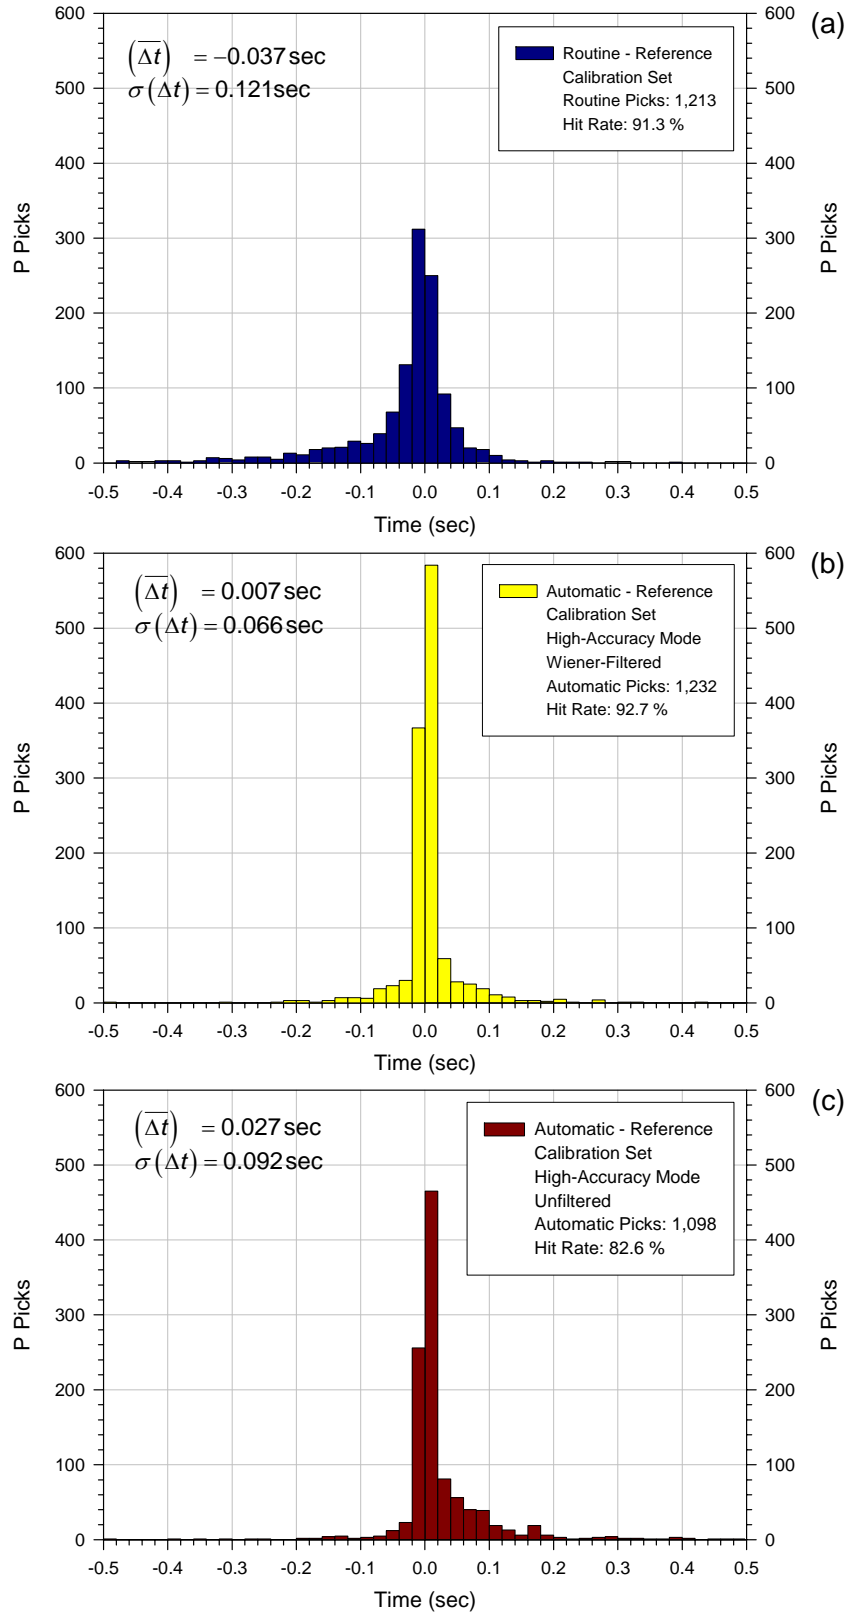 (a)
(Δt) = −0.037 sec
σ(Δt) = 0.121 sec
Routine - Reference
Calibration Set
Routine Picks: 1,213
Hit Rate: 91.3 %
600 600
500 500
400 400
300 300
200 200
100 100
0 0
P Picks P Picks
-0.5 -0.4 -0.3 -0.2 -0.1 0.0 0.1 0.2 0.3 0.4 0.5
Time (sec)
(b)
(Δt) = 0.007 sec
σ(Δt) = 0.066 sec
Automatic - Reference
Calibration Set
High-Accuracy Mode
Wiener-Filtered
Automatic Picks: 1,232
Hit Rate: 92.7 %
600 600
500 500
400 400
300 300
200 200
100 100
0 0
P Picks P Picks
-0.5 -0.4 -0.3 -0.2 -0.1 0.0 0.1 0.2 0.3 0.4 0.5
Time (sec)
(c)
(Δt) = 0.027 sec
σ(Δt) = 0.092 sec
Automatic - Reference
Calibration Set
High-Accuracy Mode
Unfiltered
Automatic Picks: 1,098
Hit Rate: 82.6 %
600 600
500 500
400 400
300 300
200 200
100 100
0 0
P Picks P Picks
-0.5 -0.4 -0.3 -0.2 -0.1 0.0 0.1 0.2 0.3 0.4 0.5
Time (sec)